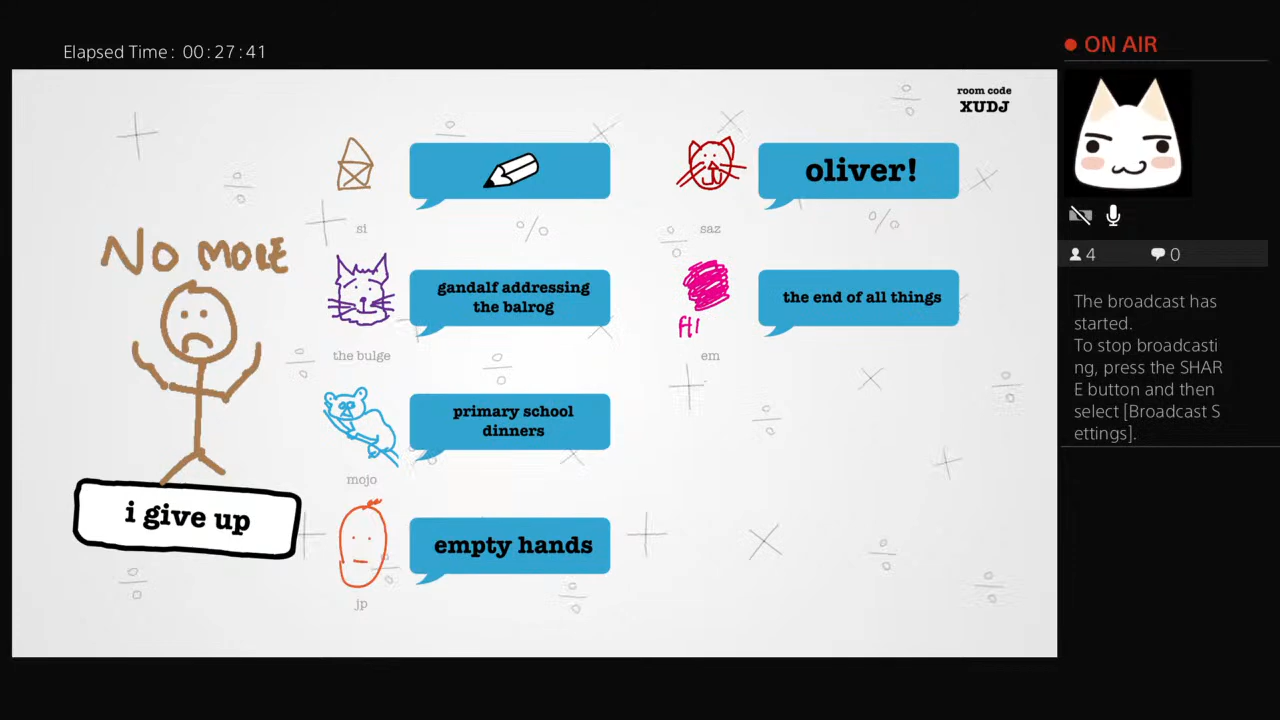 Elapsed Time: 00:27:41
ON AIR
room code
XUDJ
si
oliver!
saz
NO MORE
gandalf addressing
the balrog
the bulge
the end of all things
em
primary school
dinners
mojo
i give up
empty hands
jp
4
0
The broadcast has
started.
To stop broadcasti
ng, press the SHAR
E button and then
select [Broadcast S
ettings].